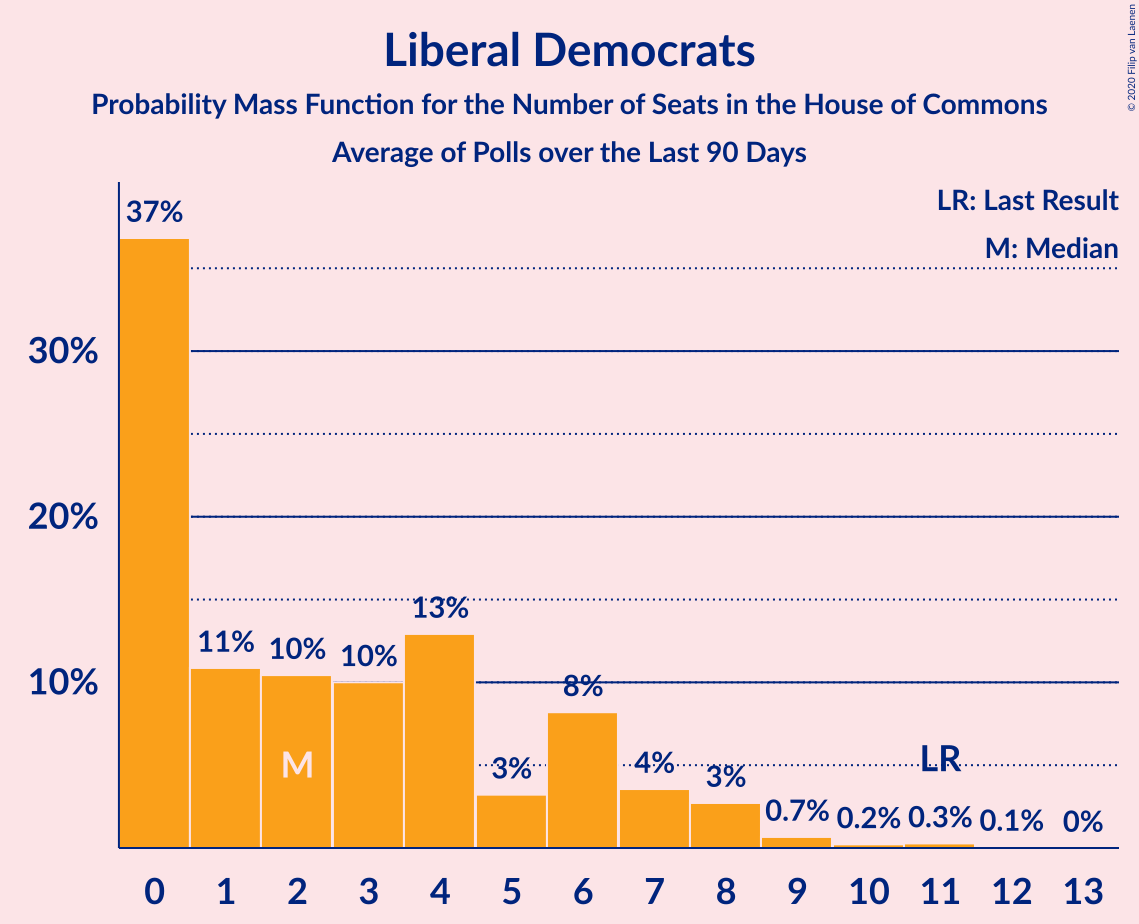 Liberal Democrats
Probability Mass Function for the Number of Seats in the House of Commons
Average of Polls over the Last 90 Days
© 2020 Filip van Laenen
LR: Last Result
M: Median
37%
30%
20%
13%
11%
10%
10%
10%
8%
M
3%
4%
3%
LR
0.7%
0.2%
0.3%
0.1%
0%
0 1 2 3 4 5 6 7 8 9 10 11 12 13